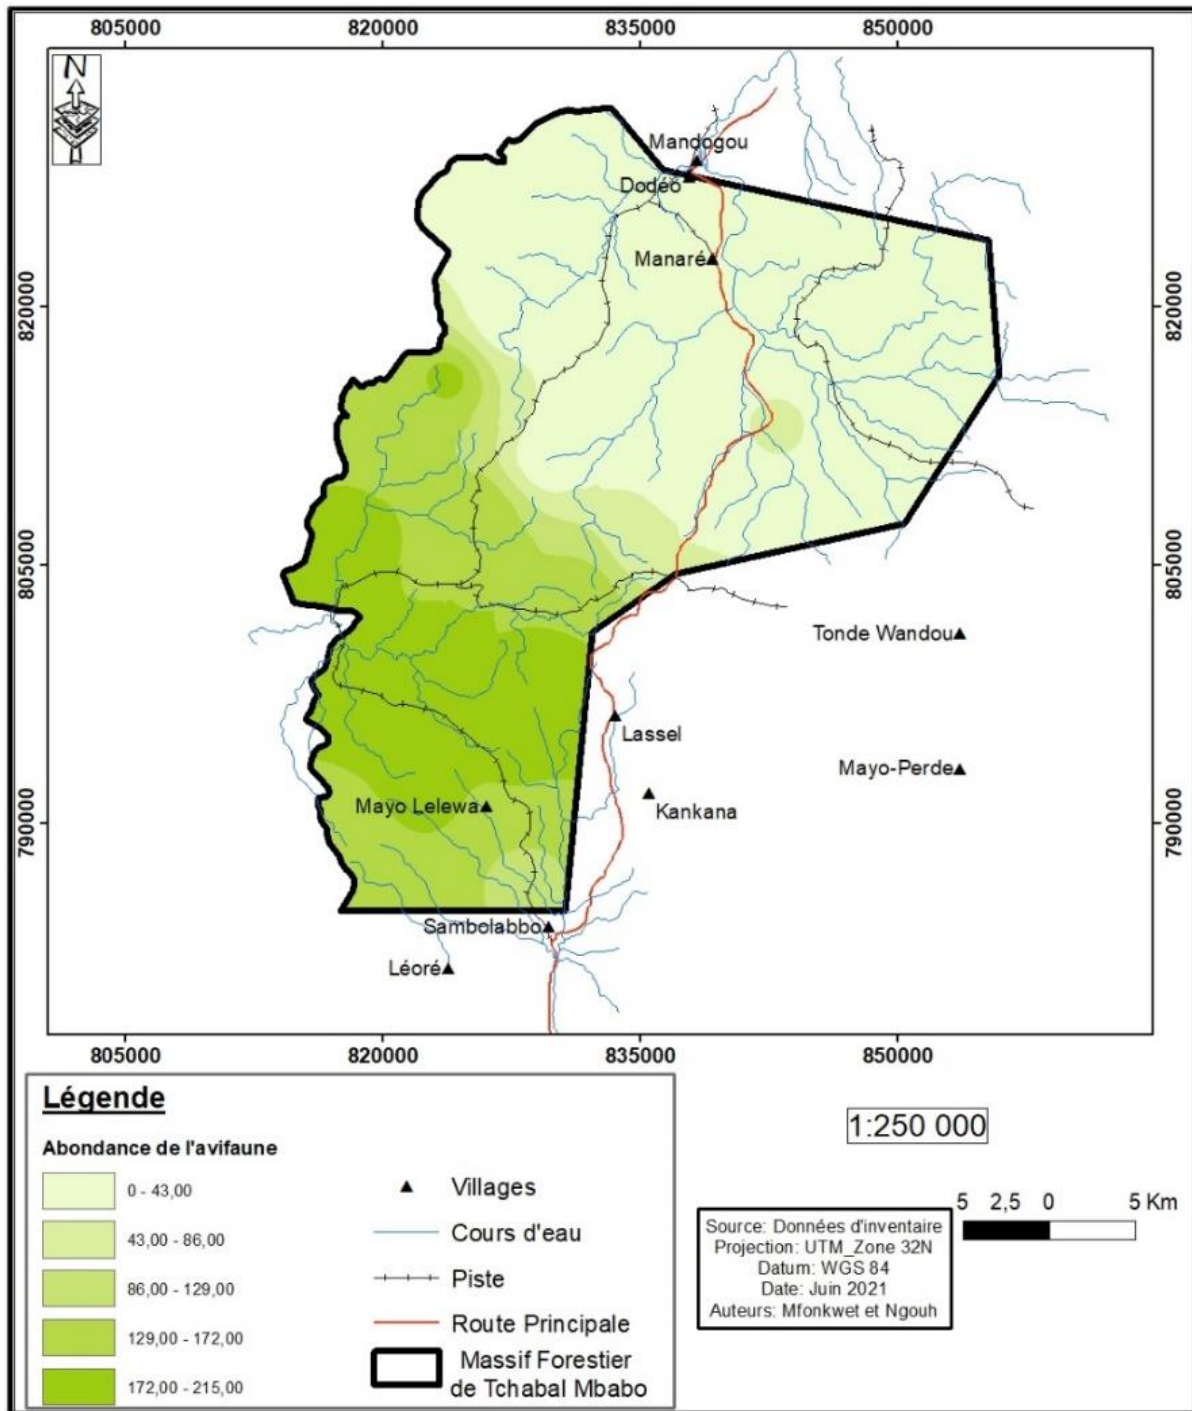 805000 820000 835000 850000
N
Mandogou
Dodéo
Manaré
820000 820000
805000 805000
Tonde Wandou
Lassel
Mayo-Perde
Mayo Lelewa
Kankana
790000 790000
Sambolabbo
Léoré
805000 820000 835000 850000
Légende
Abondance de l'avifaune
0 - 43,00
43,00 - 86,00
86,00 - 129,00
129,00 - 172,00
172,00 - 215,00
Villages
Cours d'eau
Piste
Route Principale
Massif Forestier
de Tchabal Mbabo
1:250 000
5 2,5 0 5 Km
Source: Données d'inventaire
Projection: UTM_Zone 32N
Datum: WGS 84
Date: Juin 2021
Auteurs: Mfonkwet et Ngouh